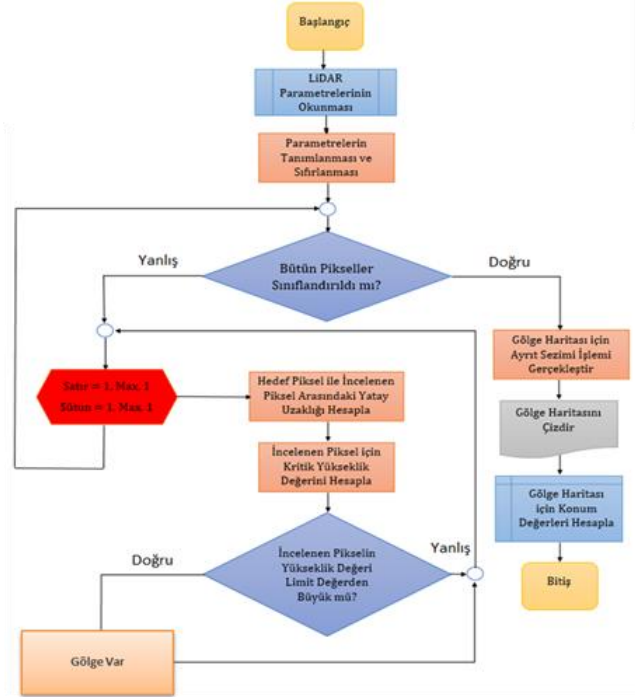 Başlangıç
LiDAR
Parametrelerinin
Okunması
Parametrelerin
Tanımlanması ve
Sıfırlanması
Bütün Pikseller
Sınıflandırıldı mı?
Yanlış
Doğru
Satır = 1, Max, 1
Sütun = 1, Max, 1
Hedef Piksel ile İncelenen
Piksel Arasındaki Yatay
Uzaklığı Hesapla
İncelenen Piksel için
Kritik Yükseklik
Değerini Hesapla
İncelenen Pikselin
Yükseklik Değeri
Limit Değerden
Büyük mü?
Doğru
Yanlış
Gölge Var
Gölge Haritası için
Ayrıt Sezimi İşlemi
Gerçekleştir
Gölge Haritasını
Çizdir
Gölge Haritası
için Konum
Değerleri Hesapla
Bitiş